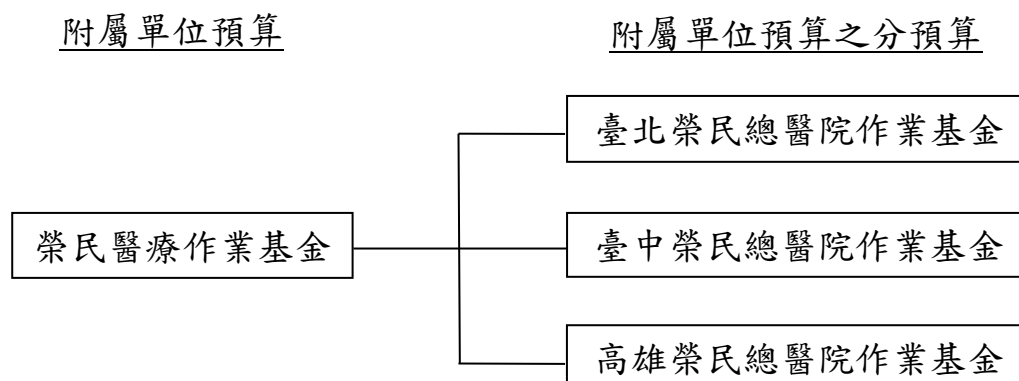 附屬單位預算
附屬單位預算之分預算
臺北榮民總醫院作業基金
榮民醫療作業基金
臺中榮民總醫院作業基金
高雄榮民總醫院作業基金